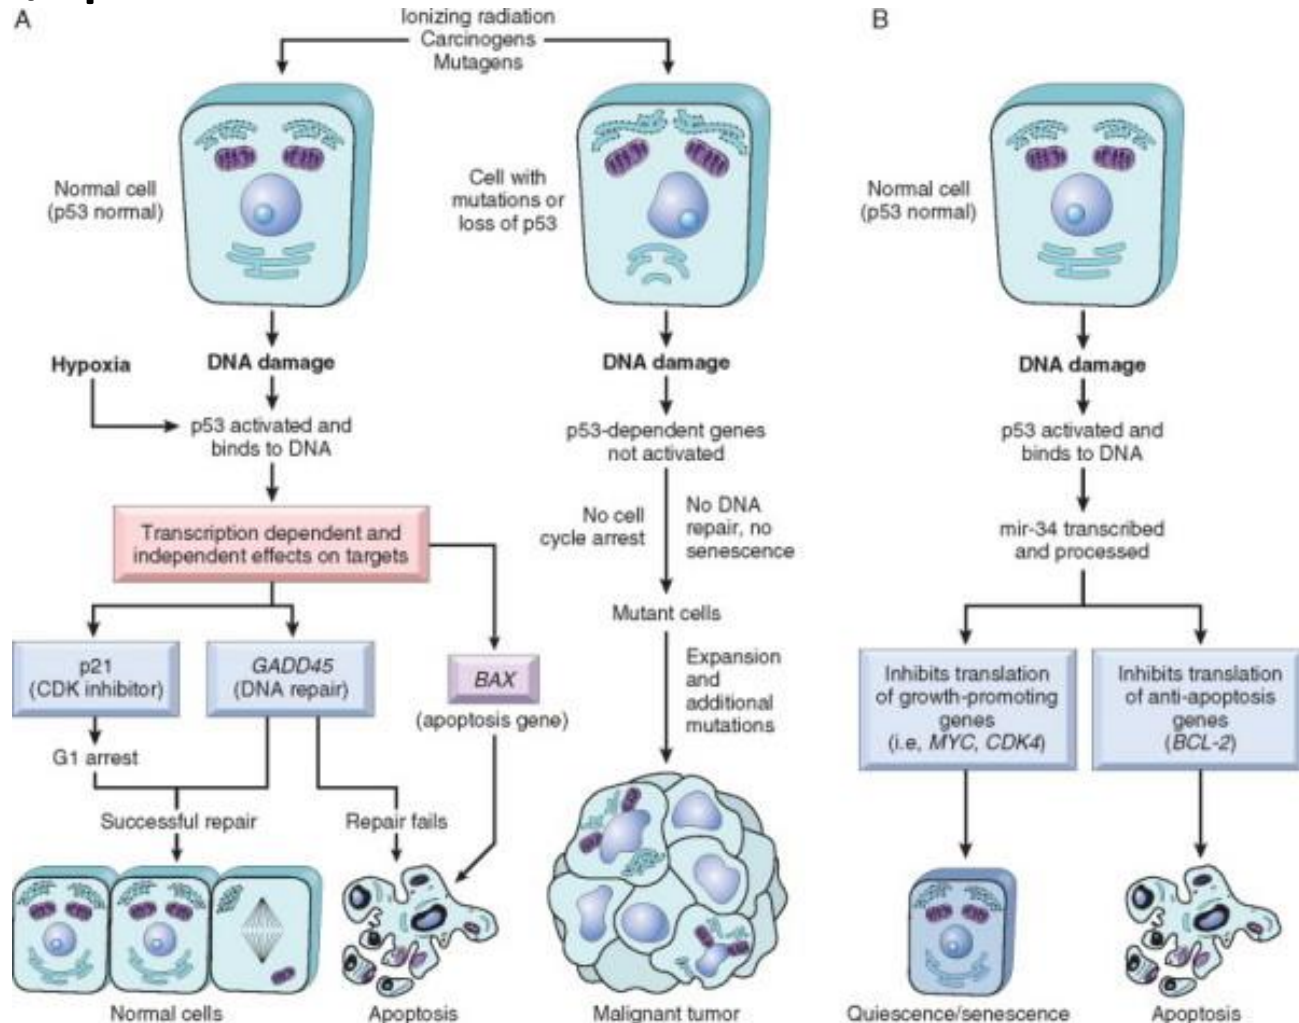 A
Ionizing radiation
Carcinogens
Mutagens
Normal cell
(p53 normal)
Cell with
mutations or
loss of p53
Hypoxia
DNA damage
p53 activated and
binds to DNA
Transcription dependent and
independent effects on targets
p21
(CDK inhibitor)
GADD45
(DNA repair)
BAX
(apoptosis gene)
G1 arrest
Successful repair
Repair fails
Normal cells
Apoptosis
DNA damage
p53-dependent genes
not activated
No cell
cycle arrest
No DNA
repair, no
senescence
Mutant cells
Expansion
and
additional
mutations
Malignant tumor
B
Normal cell
(p53 normal)
DNA damage
p53 activated and
binds to DNA
mir-34 transcribed
and processed
Inhibits translation
of growth-promoting
genes
(i.e, MYC, CDK4)
Inhibits translation
of anti-apoptosis
genes
(BCL-2)
Quiescence/senescence
Apoptosis